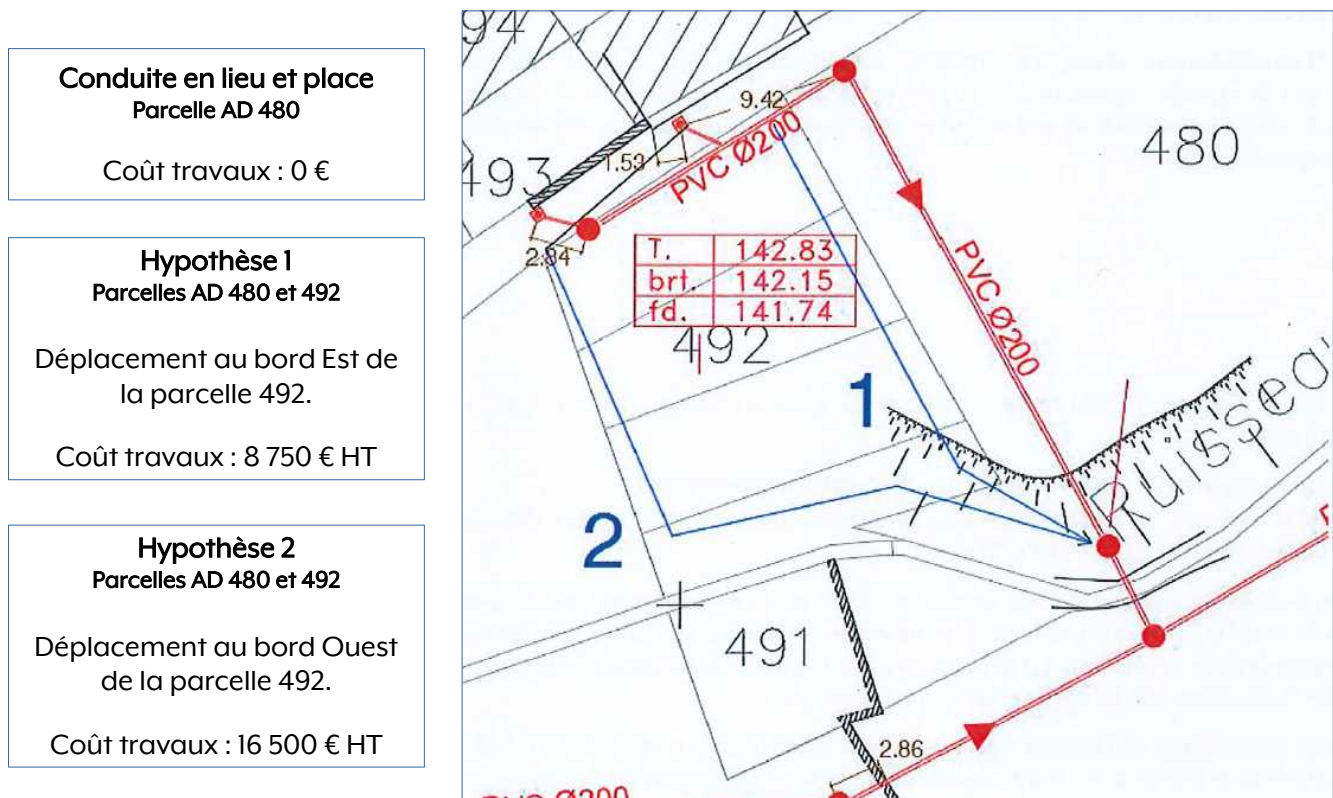 Conduite en lieu et place
Parcelle AD 480
Coût travaux : 0 €
Hypothèse 1
Parcelles AD 480 et 492
Déplacement au bord Est de
la parcelle 492.
Coût travaux : 8 750 € HT
Hypothèse 2
Parcelles AD 480 et 492
Déplacement au bord Ouest
de la parcelle 492.
Coût travaux : 16 500 € HT
94
9.42
480
493
1.53
PVC Ø200
2.84
T. 142.83
brt. 142.15
fd. 141.74
PVC Ø200
492
1
2
491
2.86